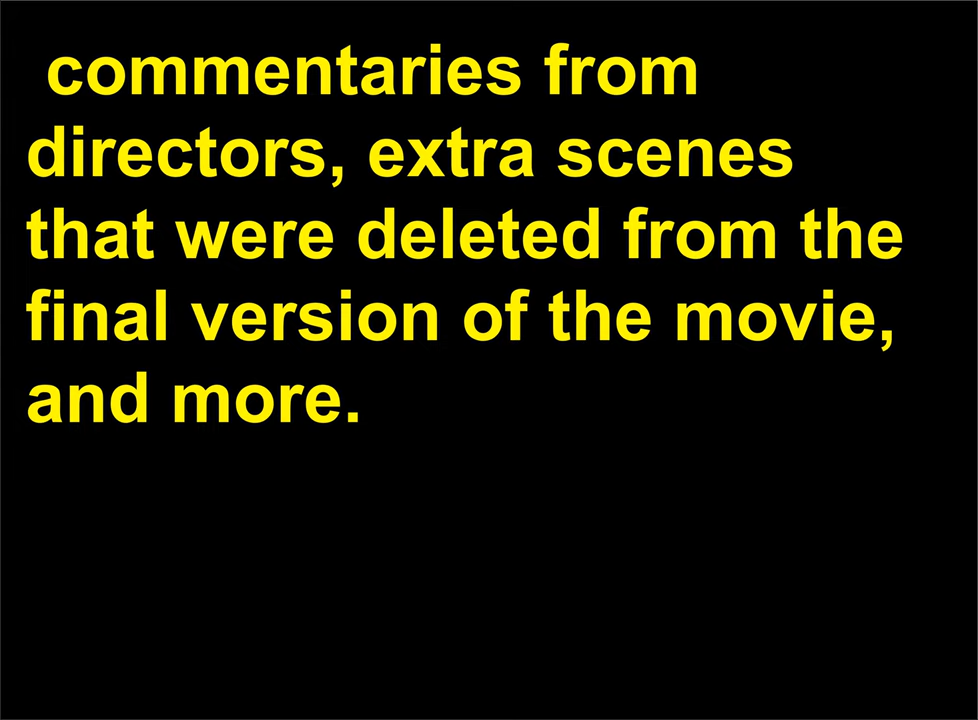 commentaries from
directors, extra scenes
that were deleted from the
final version of the movie,
and more.